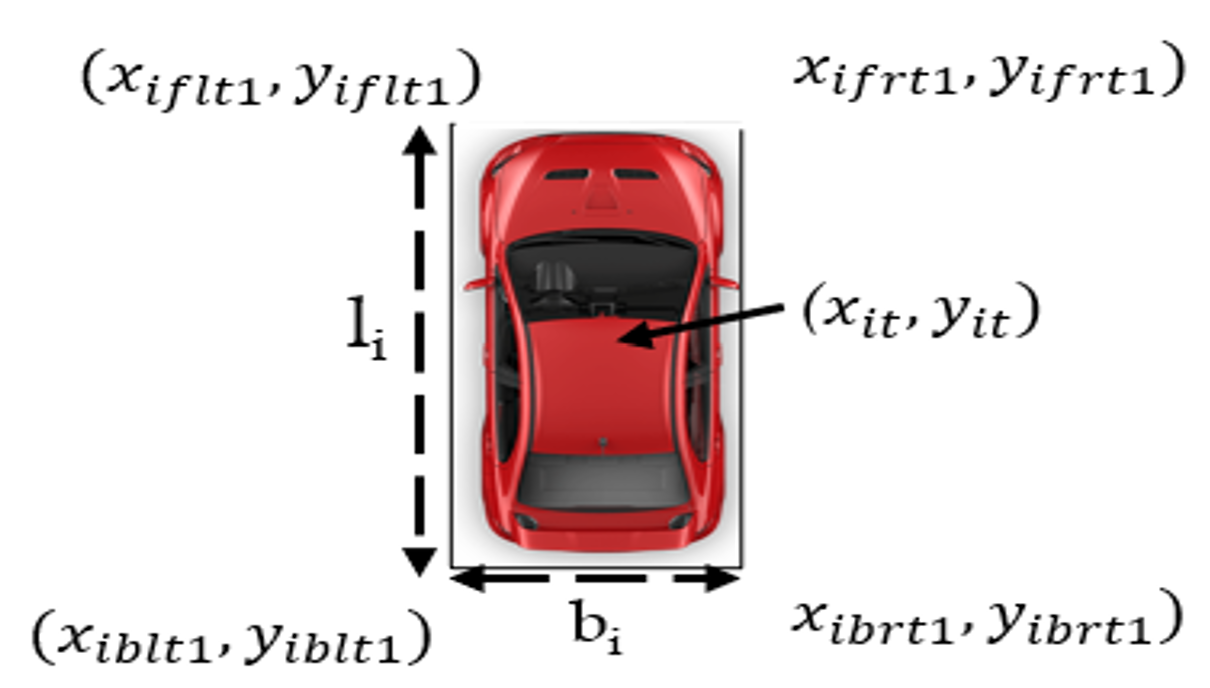 (x_{iflt1}, y_{iflt1})
x_{ifrt1}, y_{ifrt1})
l_i
(x_{it}, y_{it})
b_i
(x_{iblt1}, y_{iblt1})
x_{ibrt1}, y_{ibrt1})